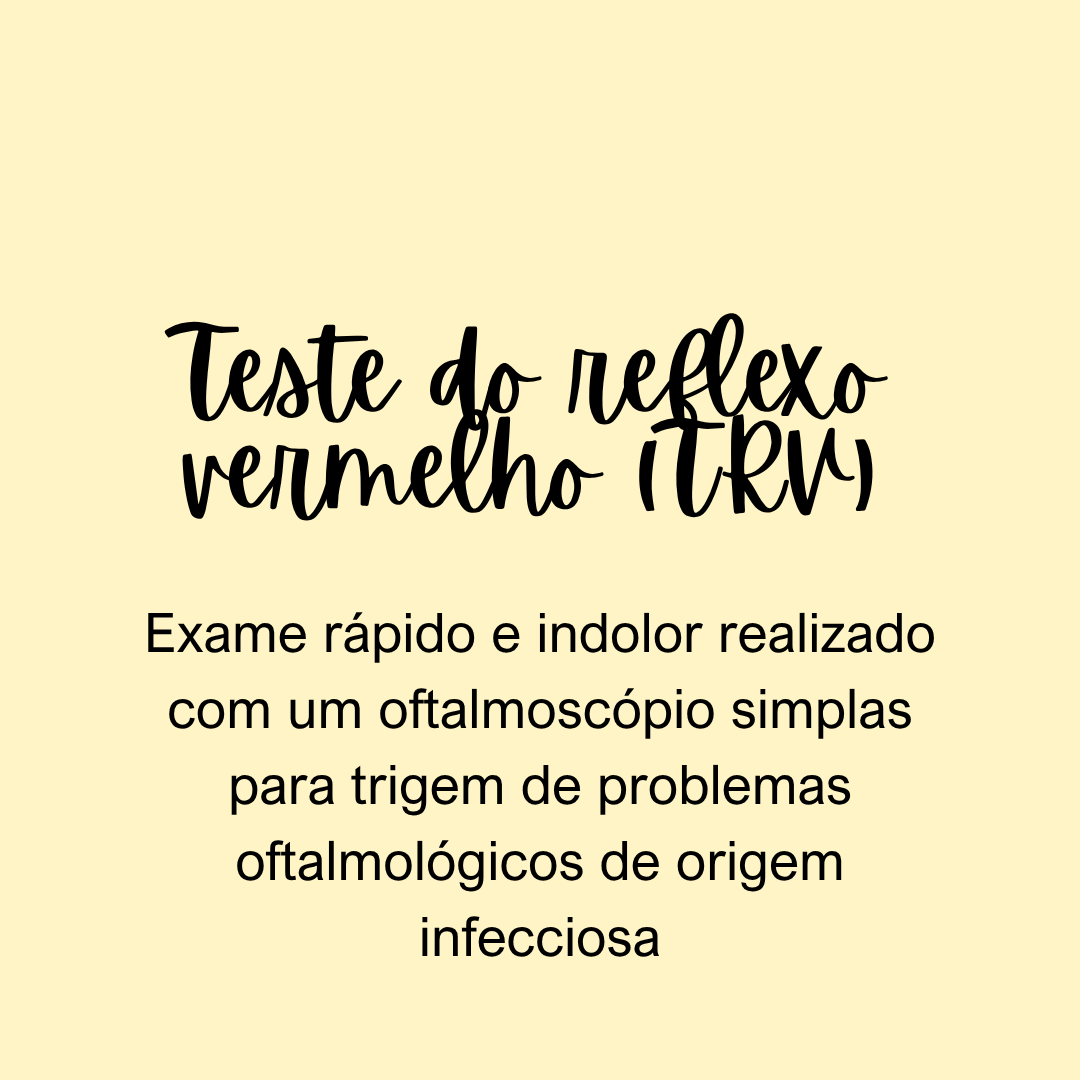 Teste do reflexo
vermelho (TRV)
Exame rápido e indolor realizado
com um oftalmoscópio simplas
para trigem de problemas
oftalmológicos de origem
infecciosa